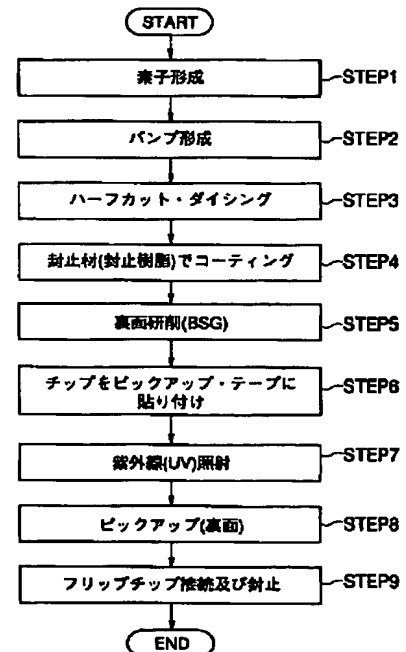 START
素子形成
STEP1
バンプ形成
STEP2
ハーフカット・ダイシング
STEP3
封止材(封止樹脂)でコーティング
STEP4
裏面研削(BSG)
STEP5
チップをピックアップ・テープに
貼り付け
STEP6
紫外線(UV)照射
STEP7
ピックアップ(裏面)
STEP8
フリップチップ接続及び封止
STEP9
END